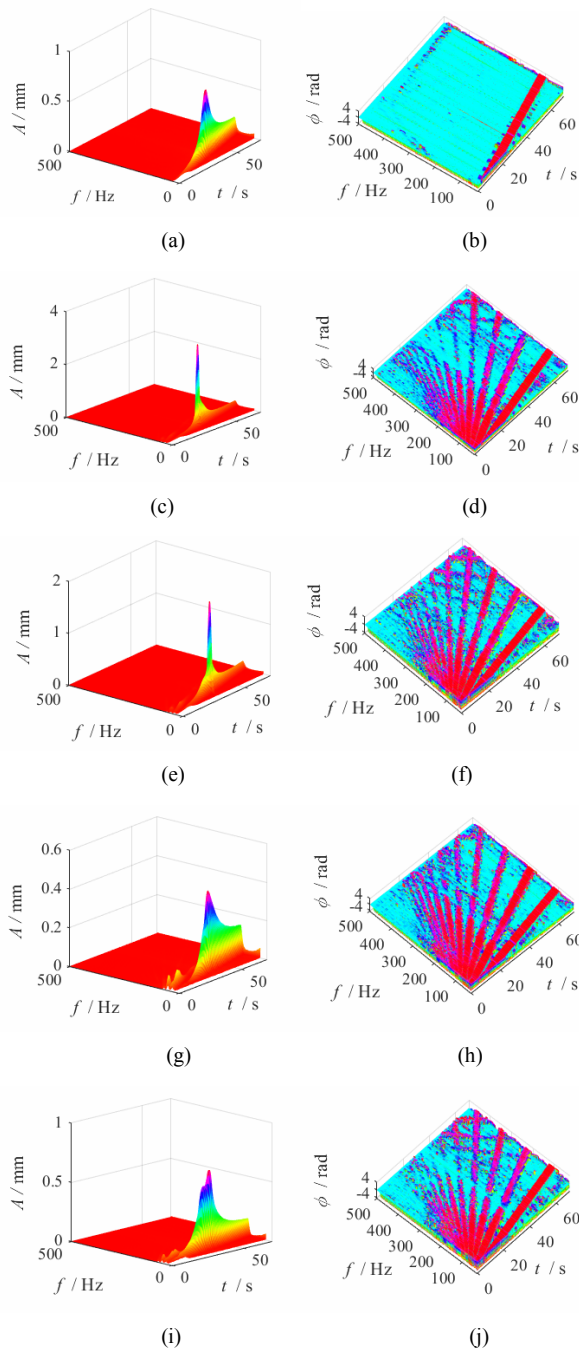 1
0.5
0
A / mm
500
f / Hz
0 0
t / s
50
(a)
4
-4
ϕ / rad
500
400
300
200
100
f / Hz
0
20
40
60
t / s
(b)
4
2
0
A / mm
500
f / Hz
0 0
t / s
50
(c)
4
-4
ϕ / rad
500
400
300
200
100
f / Hz
0
20
40
60
t / s
(d)
2
1
0
A / mm
500
f / Hz
0 0
t / s
50
(e)
4
-4
ϕ / rad
500
400
300
200
100
f / Hz
0
20
40
60
t / s
(f)
0.6
0.4
0.2
0
A / mm
500
f / Hz
0 0
t / s
50
(g)
4
-4
ϕ / rad
500
400
300
200
100
f / Hz
0
20
40
60
t / s
(h)
1
0.5
0
A / mm
500
f / Hz
0 0
t / s
50
(i)
4
-4
ϕ / rad
500
400
300
200
100
f / Hz
0
20
40
60
t / s
(j)